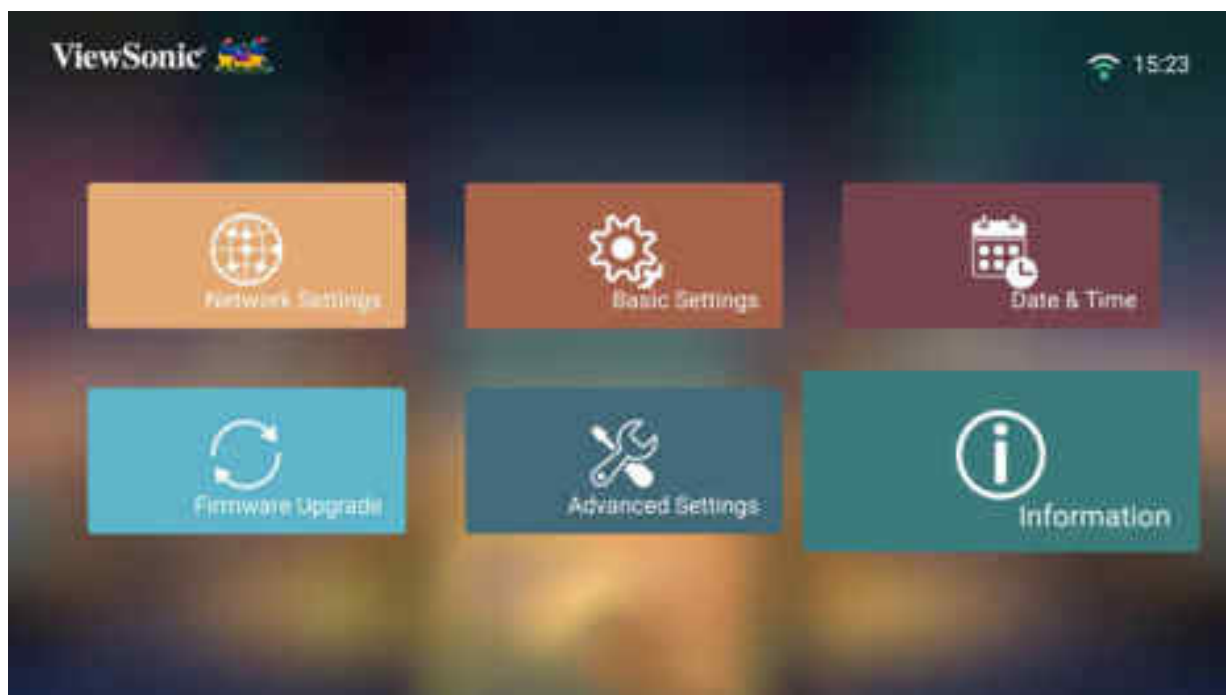 ViewSonic
15:23
Network Settings
Basic Settings
Date & Time
Firmware Upgrade
Advanced Settings
Information